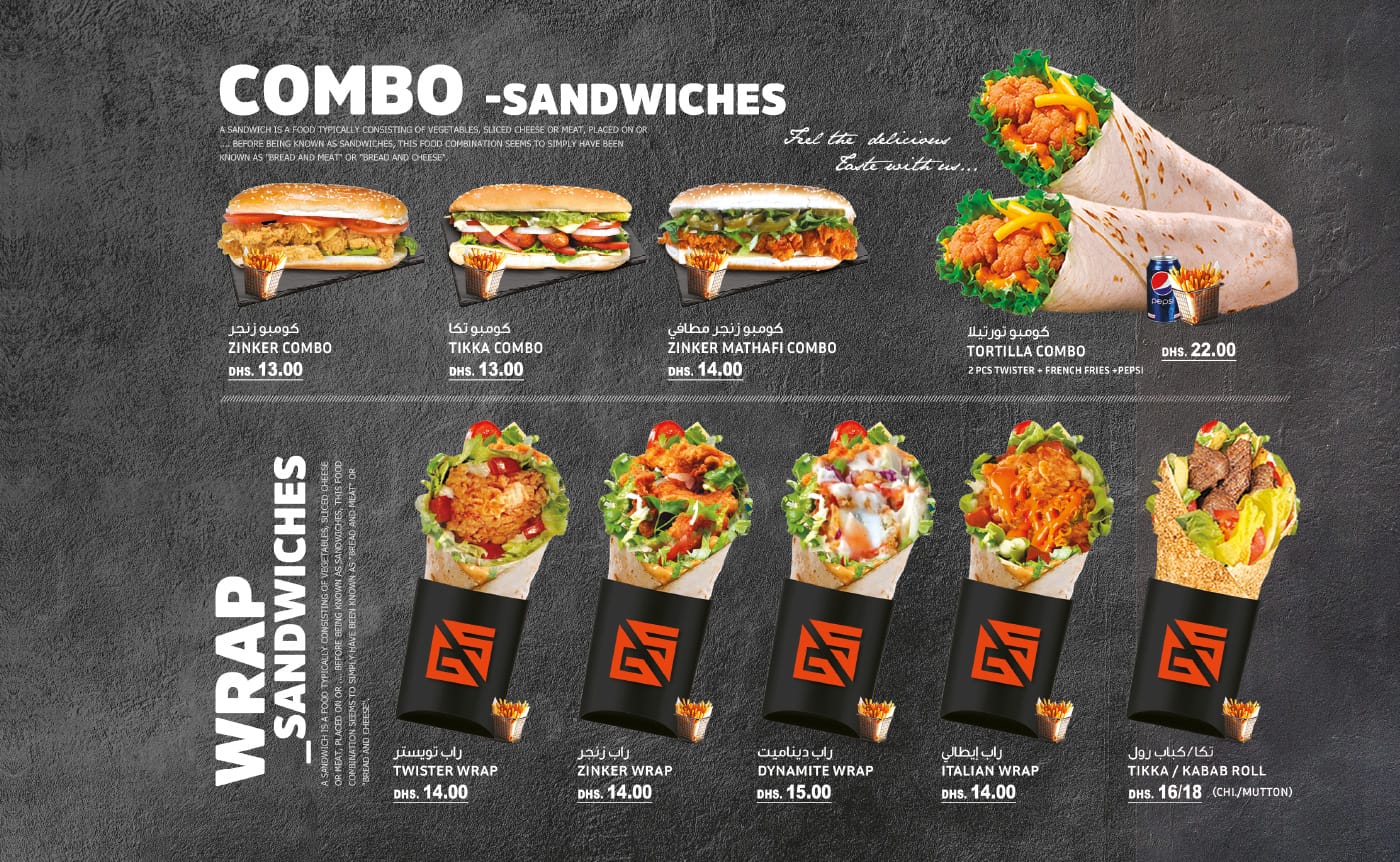 COMBO -SANDWICHES
A SANDWICH IS A FOOD TYPICALLY CONSISTING OF VEGETABLES, SLICED CHEESE OR MEAT, PLACED ON OR
.... BEFORE BEING KNOWN AS SANDWICHES, THIS FOOD COMBINATION SEEMS TO SIMPLY HAVE BEEN
KNOWN AS "BREAD AND MEAT" OR "BREAD AND CHEESE".
Feel the delicious
Taste with us...
كومبو زنجر
ZINKER COMBO
DHS. 13.00
كومبو تكا
TIKKA COMBO
DHS. 13.00
كومبو زنجر مطافي
ZINKER MATHAFI COMBO
DHS. 14.00
pepsi
كومبو تورتيلا
TORTILLA COMBO
2 PCS TWISTER + FRENCH FRIES +PEPSI
DHS. 22.00
WRAP
_SANDWICHES
A SANDWICH IS A FOOD TYPICALLY CONSISTING OF VEGETABLES, SLICED CHEESE
OR MEAT, PLACED ON OR .... BEFORE BEING KNOWN AS SANDWICHES, THIS FOOD
COMBINATION SEEMS TO SIMPLY HAVE BEEN KNOWN AS "BREAD AND MEAT" OR
"BREAD AND CHEESE".
راب تويستر
TWISTER WRAP
DHS. 14.00
راب زنجر
ZINKER WRAP
DHS. 14.00
راب ديناميت
DYNAMITE WRAP
DHS. 15.00
راب إيطالي
ITALIAN WRAP
DHS. 14.00
تكا/كباب رول
TIKKA / KABAB ROLL
DHS. 16/18 (CHI./MUTTON)